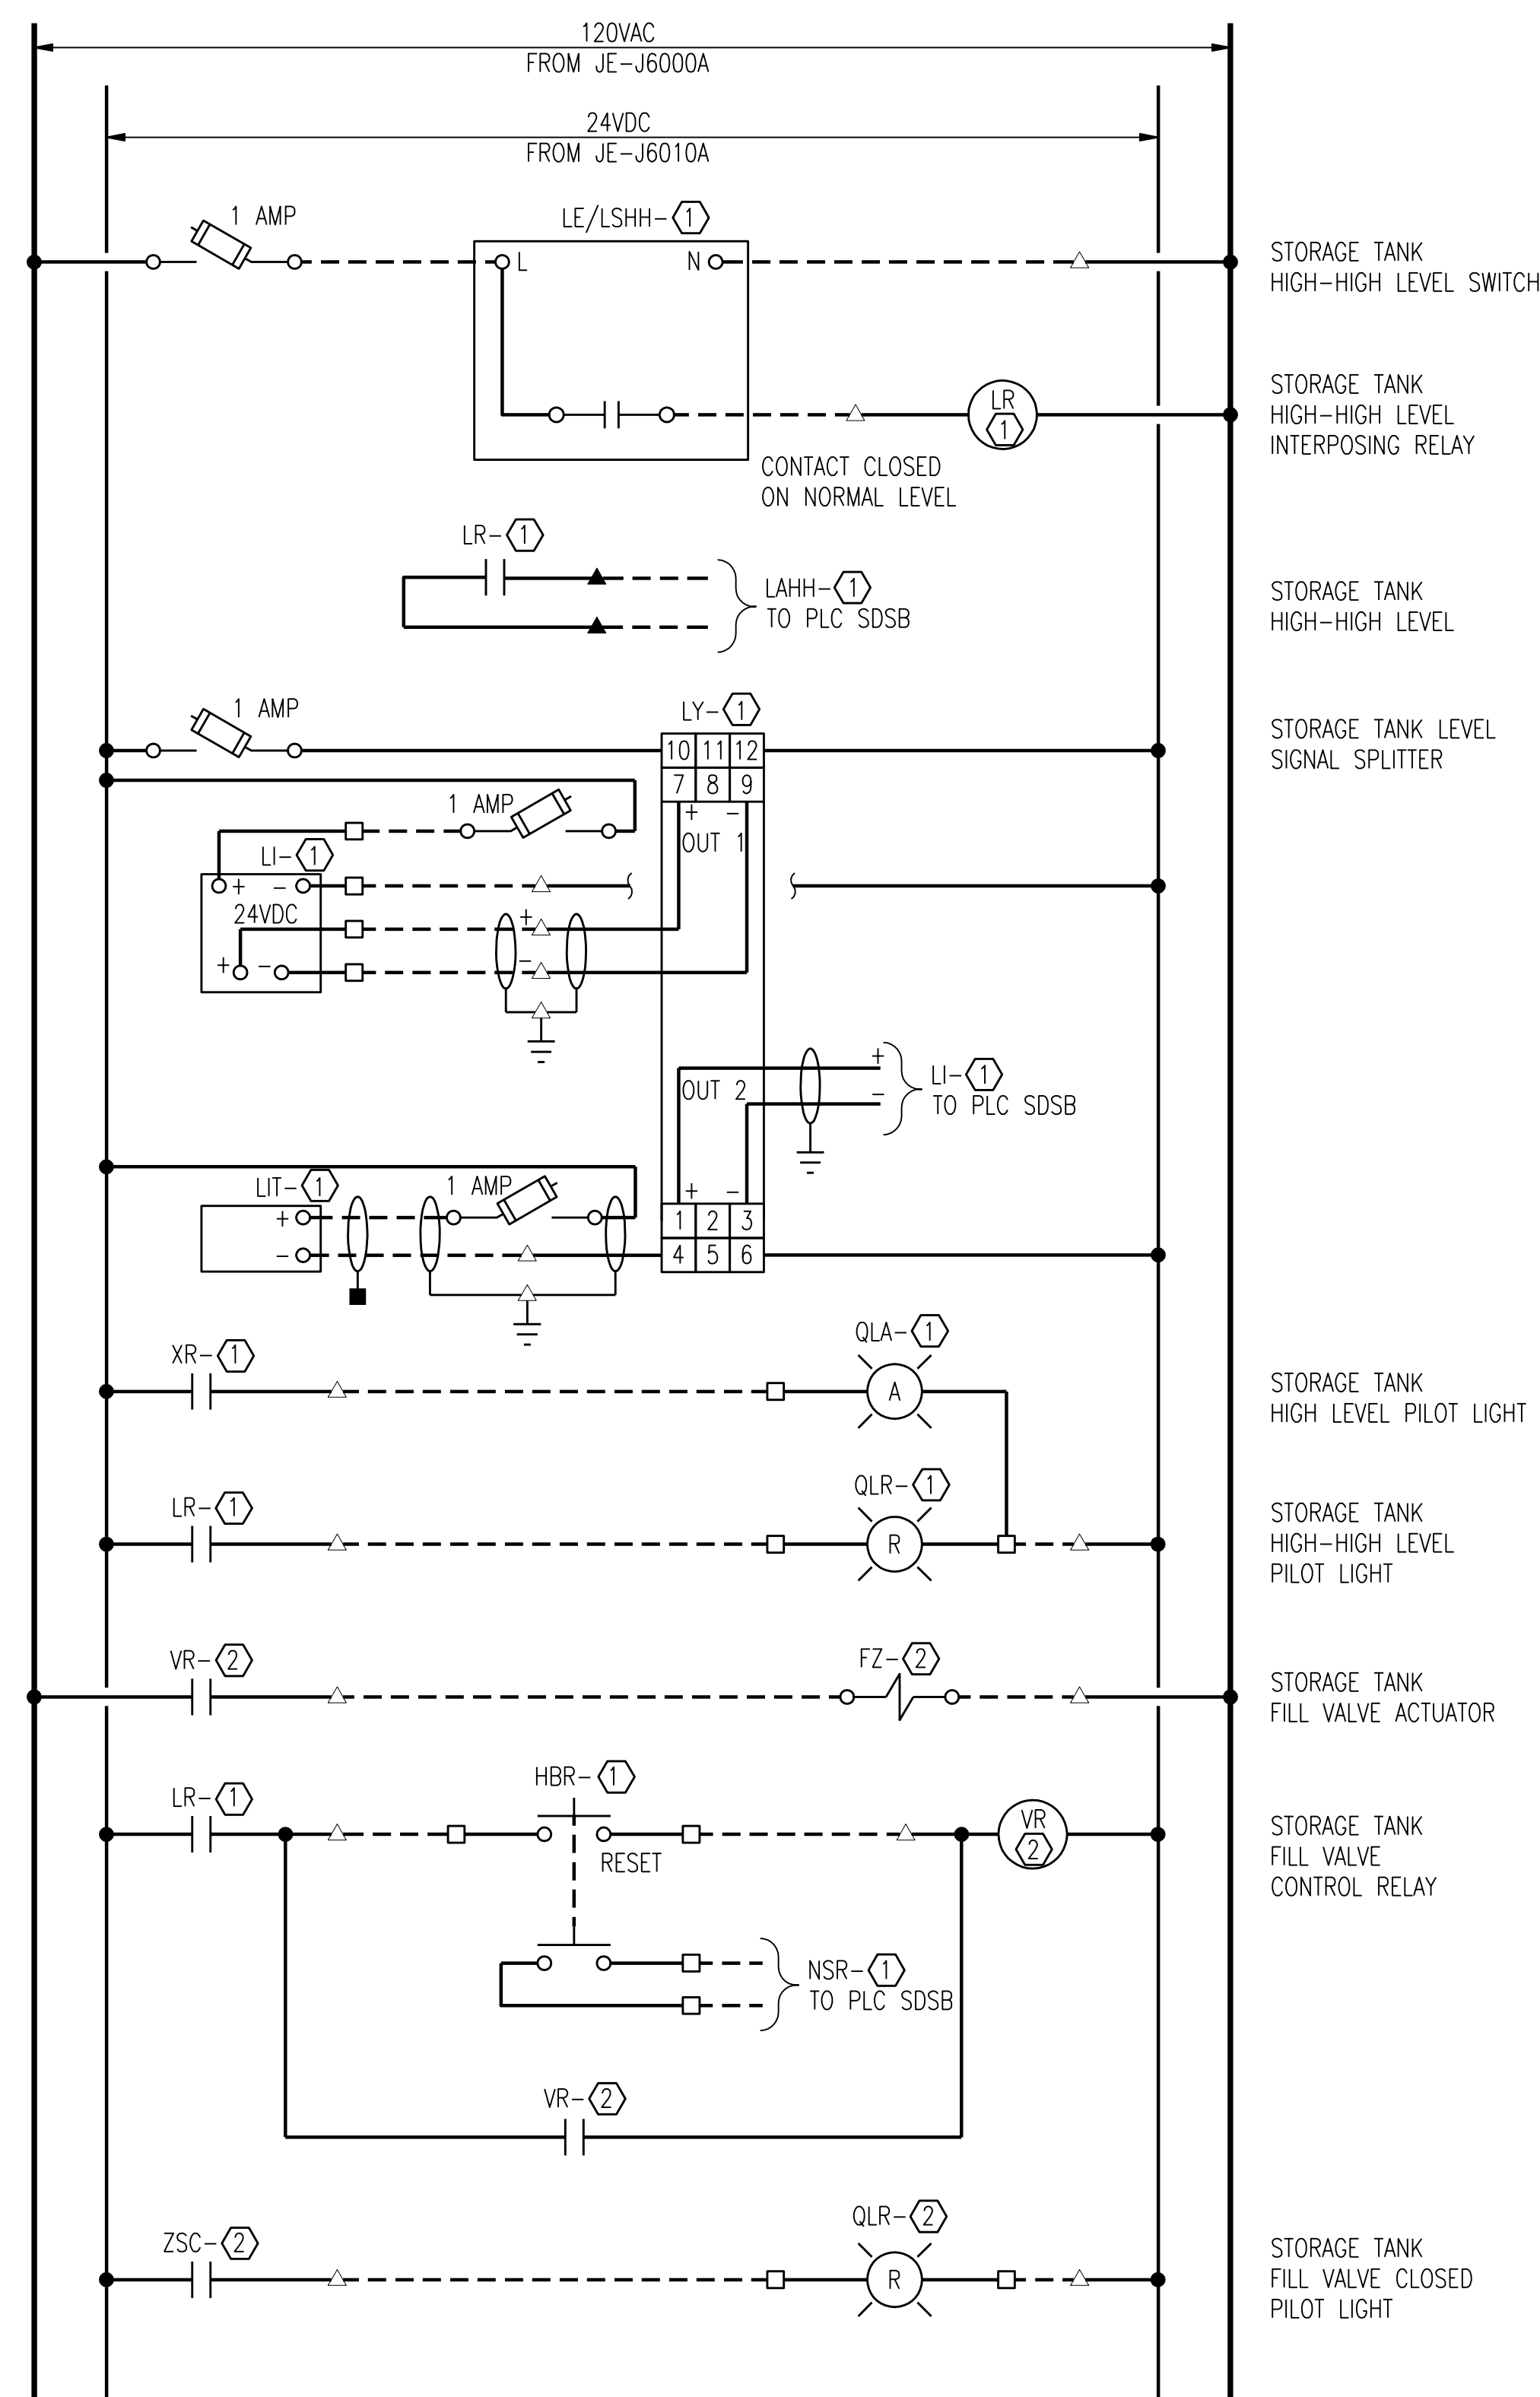 120VAC
FROM JE-J6000A
24VDC
FROM JE-J6010A
1 AMP
LE/LSHH-1
L
N
STORAGE TANK
HIGH-HIGH LEVEL SWITCH
LR
1
STORAGE TANK
HIGH-HIGH LEVEL
INTERPOSING RELAY
CONTACT CLOSED
ON NORMAL LEVEL
LR-1
LAHH-1
TO PLC SDSB
STORAGE TANK
HIGH-HIGH LEVEL
1 AMP
LY-1
10 11 12
7 8 9
STORAGE TANK LEVEL
SIGNAL SPLITTER
1 AMP
+ -
OUT 1
LI-1
+ -
24VDC
+ -
+
-
OUT 2
+
-
LI-1
TO PLC SDSB
LIT-1
+
-
1 AMP
+ -
1 2 3
4 5 6
XR-1
QLA-1
A
STORAGE TANK
HIGH LEVEL PILOT LIGHT
LR-1
QLR-1
R
STORAGE TANK
HIGH-HIGH LEVEL
PILOT LIGHT
VR-2
FZ-2
STORAGE TANK
FILL VALVE ACTUATOR
LR-1
HBR-1
RESET
VR
2
STORAGE TANK
FILL VALVE
CONTROL RELAY
NSR-1
TO PLC SDSB
VR-2
ZSC-2
QLR-2
R
STORAGE TANK
FILL VALVE CLOSED
PILOT LIGHT